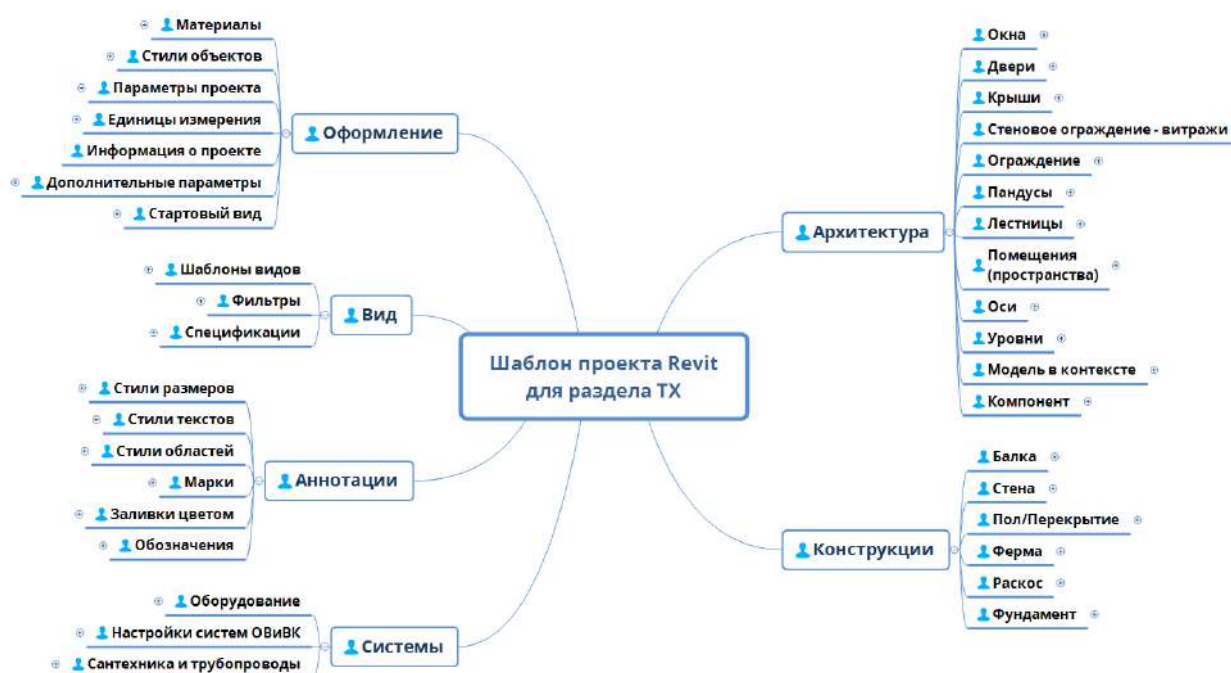 Шаблон проекта Revit
для раздела ТХ
Оформление
Материалы
Стили объектов
Параметры проекта
Единицы измерения
Информация о проекте
Дополнительные параметры
Стартовый вид
Вид
Шаблоны видов
Фильтры
Спецификации
Аннотации
Стили размеров
Стили текстов
Стили областей
Марки
Заливки цветом
Обозначения
Системы
Оборудование
Настройки систем ОВиВК
Сантехника и трубопроводы
Архитектура
Окна
Двери
Крыши
Стеновое ограждение - витражи
Ограждение
Пандусы
Лестницы
Помещения
(пространства)
Оси
Уровни
Модель в контексте
Компонент
Конструкции
Балка
Стена
Пол/Перекрытие
Ферма
Раскос
Фундамент